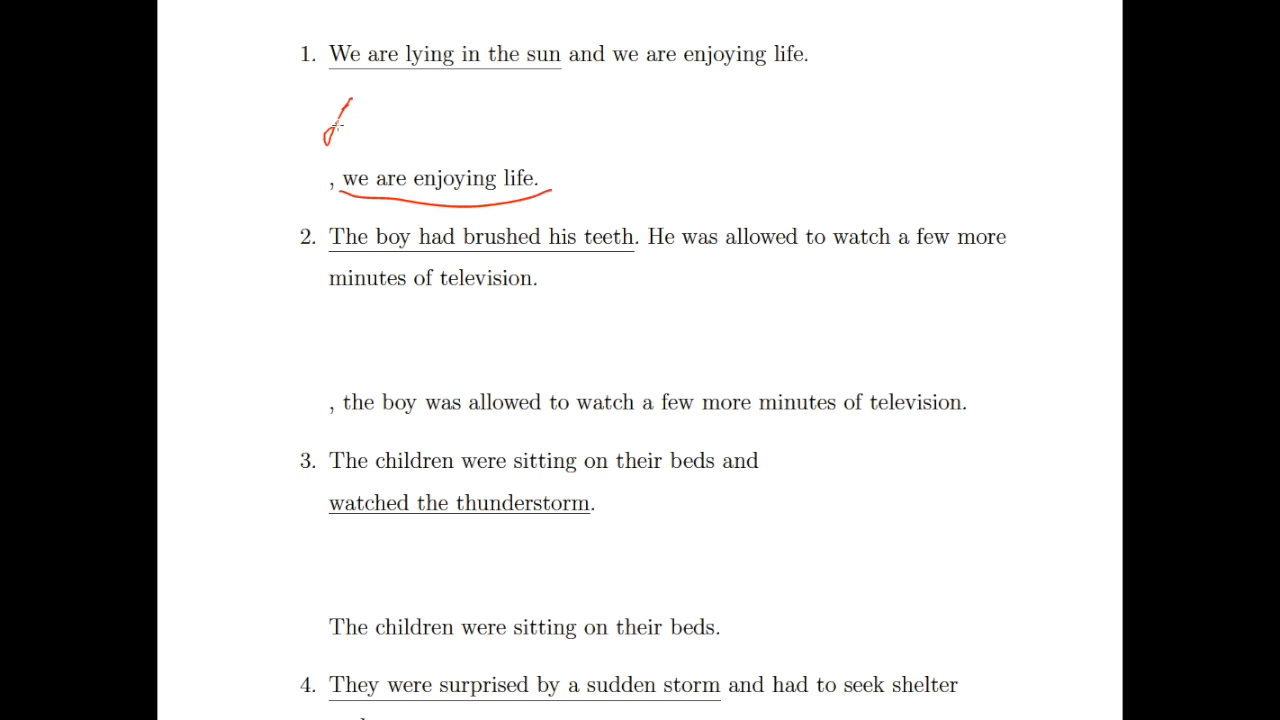 1. We are lying in the sun and we are enjoying life.
, we are enjoying life.
2. The boy had brushed his teeth. He was allowed to watch a few more
minutes of television.
, the boy was allowed to watch a few more minutes of television.
3. The children were sitting on their beds and
watched the thunderstorm.
The children were sitting on their beds.
4. They were surprised by a sudden storm and had to seek shelter